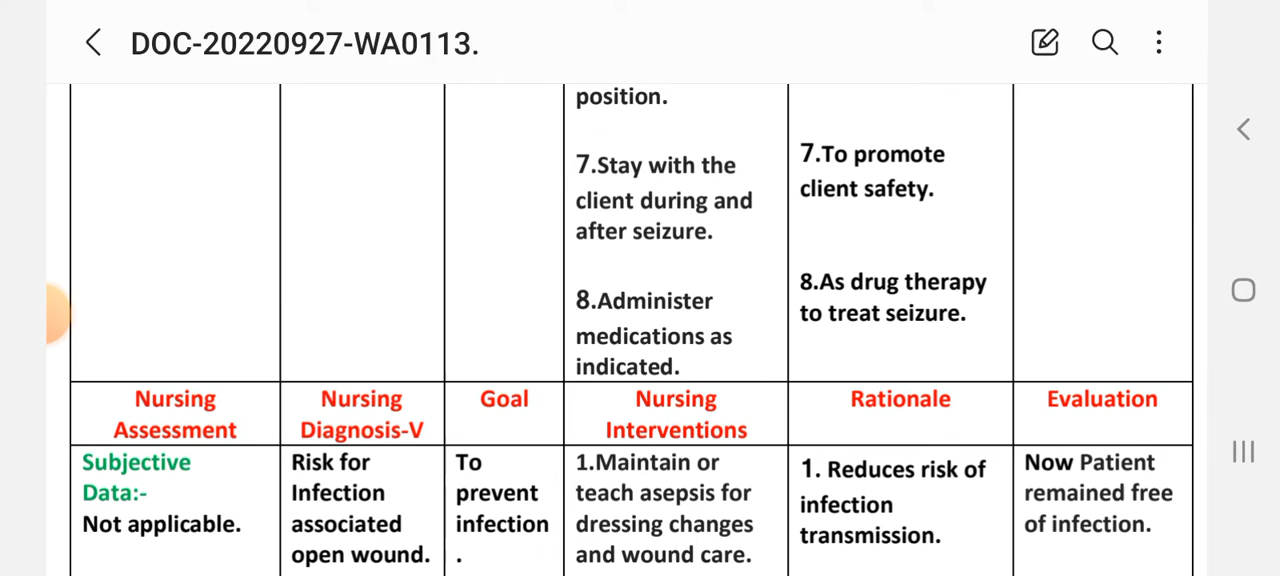 DOC-20220927-WA0113.
position.
7.Stay with the
client during and
after seizure.
8.Administer
medications as
indicated.
7.To promote
client safety.
8.As drug therapy
to treat seizure.
Nursing
Assessment
Nursing
Diagnosis-V
Goal
Nursing
Interventions
Rationale
Evaluation
Subjective
Data:-
Not applicable.
Risk for
Infection
associated
open wound.
To
prevent
infection
.
1.Maintain or
teach asepsis for
dressing changes
and wound care.
1. Reduces risk of
infection
transmission.
Now Patient
remained free
of infection.